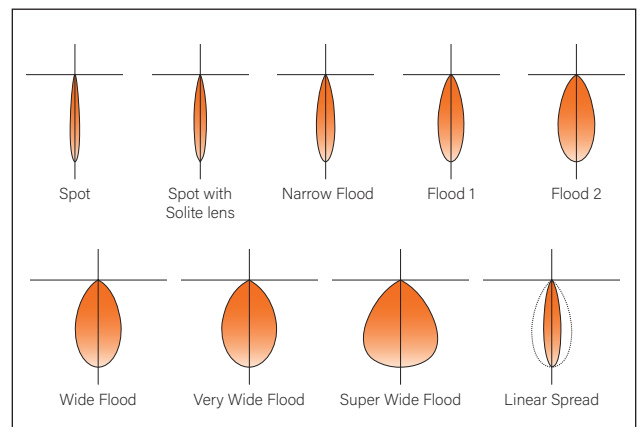 Spot
Spot with
Solite lens
Narrow Flood
Flood 1
Flood 2
Wide Flood
Very Wide Flood
Super Wide Flood
Linear Spread